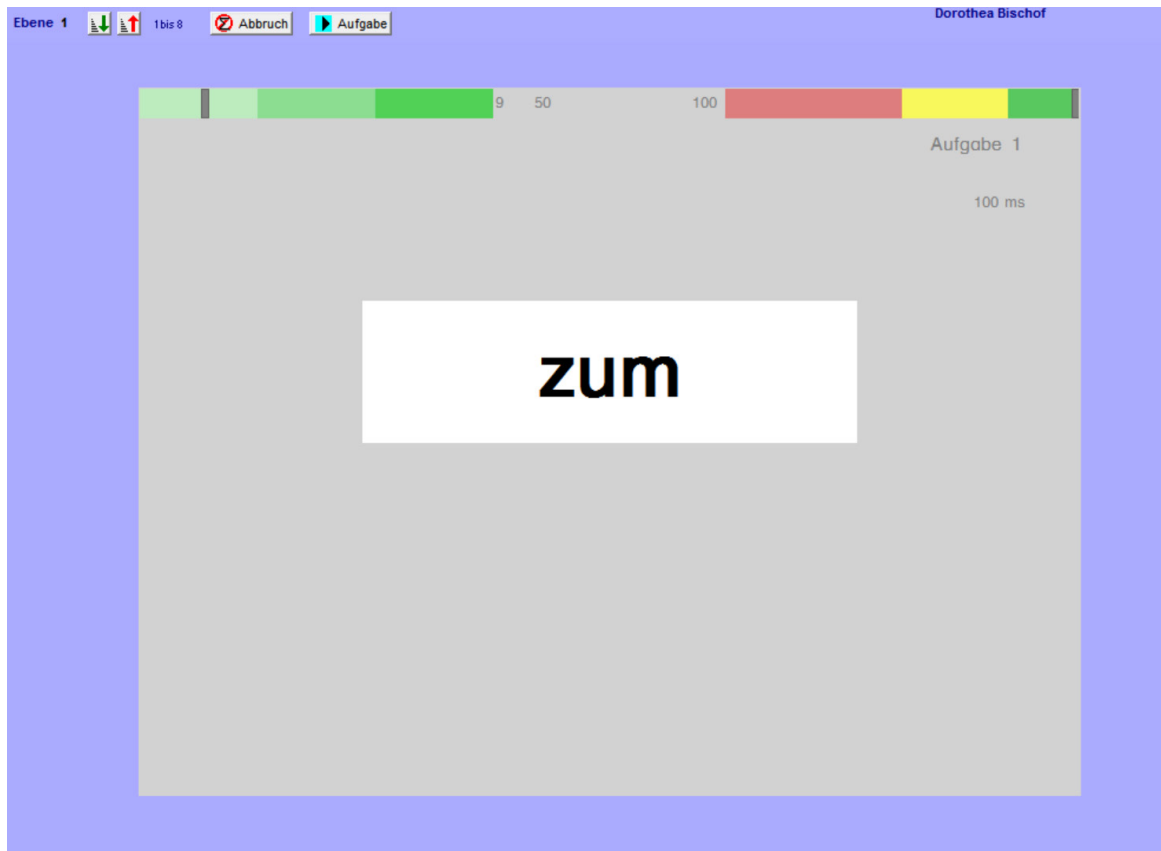 Ebene 1 1 bis 8 Abbruch Aufgabe Dorothea Bischof
9 50 100
Aufgabe 1
100 ms
zum